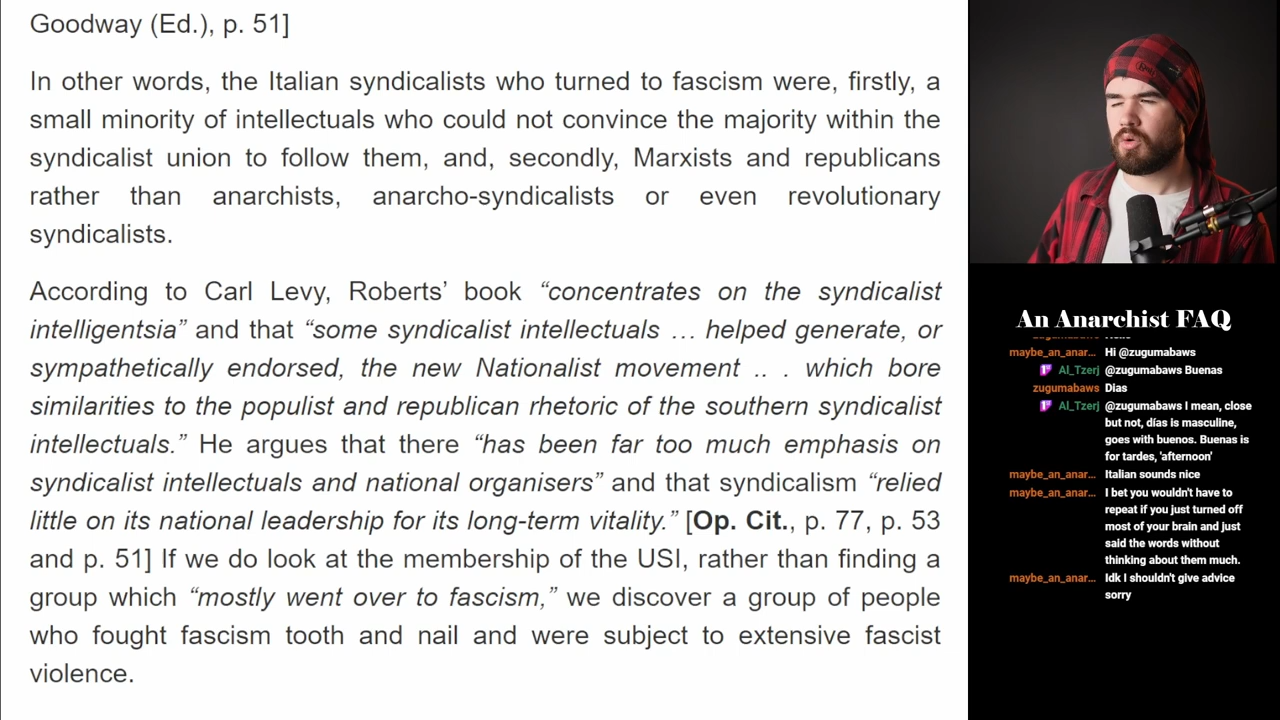 Goodway (Ed.), p. 51]
In other words, the Italian syndicalists who turned to fascism were, firstly, a
small minority of intellectuals who could not convince the majority within the
syndicalist union to follow them, and, secondly, Marxists and republicans
rather than anarchists, anarcho-syndicalists or even revolutionary
syndicalists.
According to Carl Levy, Roberts’ book “concentrates on the syndicalist
intelligentsia” and that “some syndicalist intellectuals … helped generate, or
sympathetically endorsed, the new Nationalist movement .. . which bore
similarities to the populist and republican rhetoric of the southern syndicalist
intellectuals.” He argues that there “has been far too much emphasis on
syndicalist intellectuals and national organisers” and that syndicalism “relied
little on its national leadership for its long-term vitality.” [Op. Cit., p. 77, p. 53
and p. 51] If we do look at the membership of the USI, rather than finding a
group which “mostly went over to fascism,” we discover a group of people
who fought fascism tooth and nail and were subject to extensive fascist
violence.
An Anarchist FAQ
maybe_an_anar... Hi @zugumabaws
Al_Tzerj @zugumabaws Buenas
zugumabaws Dias
Al_Tzerj @zugumabaws I mean, close
but not, días is masculine,
goes with buenos. Buenas is
for tardes, 'afternoon'
maybe_an_anar... Italian sounds nice
maybe_an_anar... I bet you wouldn't have to
repeat if you just turned off
most of your brain and just
said the words without
thinking about them much.
maybe_an_anar... Idk I shouldn't give advice
sorry